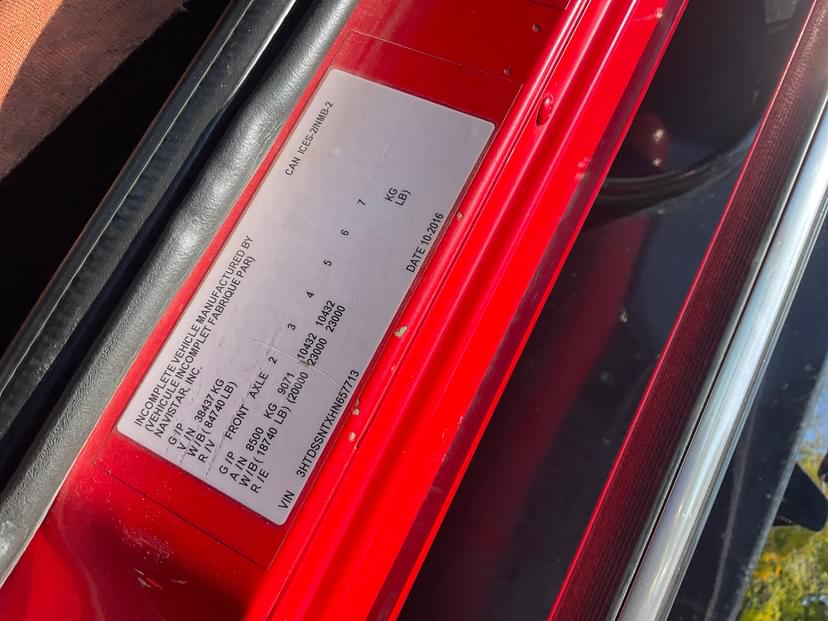 INCOMPLETE VEHICLE MANUFACTURED BY
(VEHICULE INCOMPLET FABRIQUE PAR)
NAVISTAR, INC.
CAN ICES-2/NMB-2
G /P
V / N 38437 KG
W/B ( 84740 LB)
R / V
G /P FRONT AXLE 2 3 4 5 6 7
A / N 8500 KG 9071 10432 10432 KG
W/B (18740 LB) (20000 23000 23000 LB)
R /E
DATE 10-2016
VIN 3HTDSSNTXHN657713